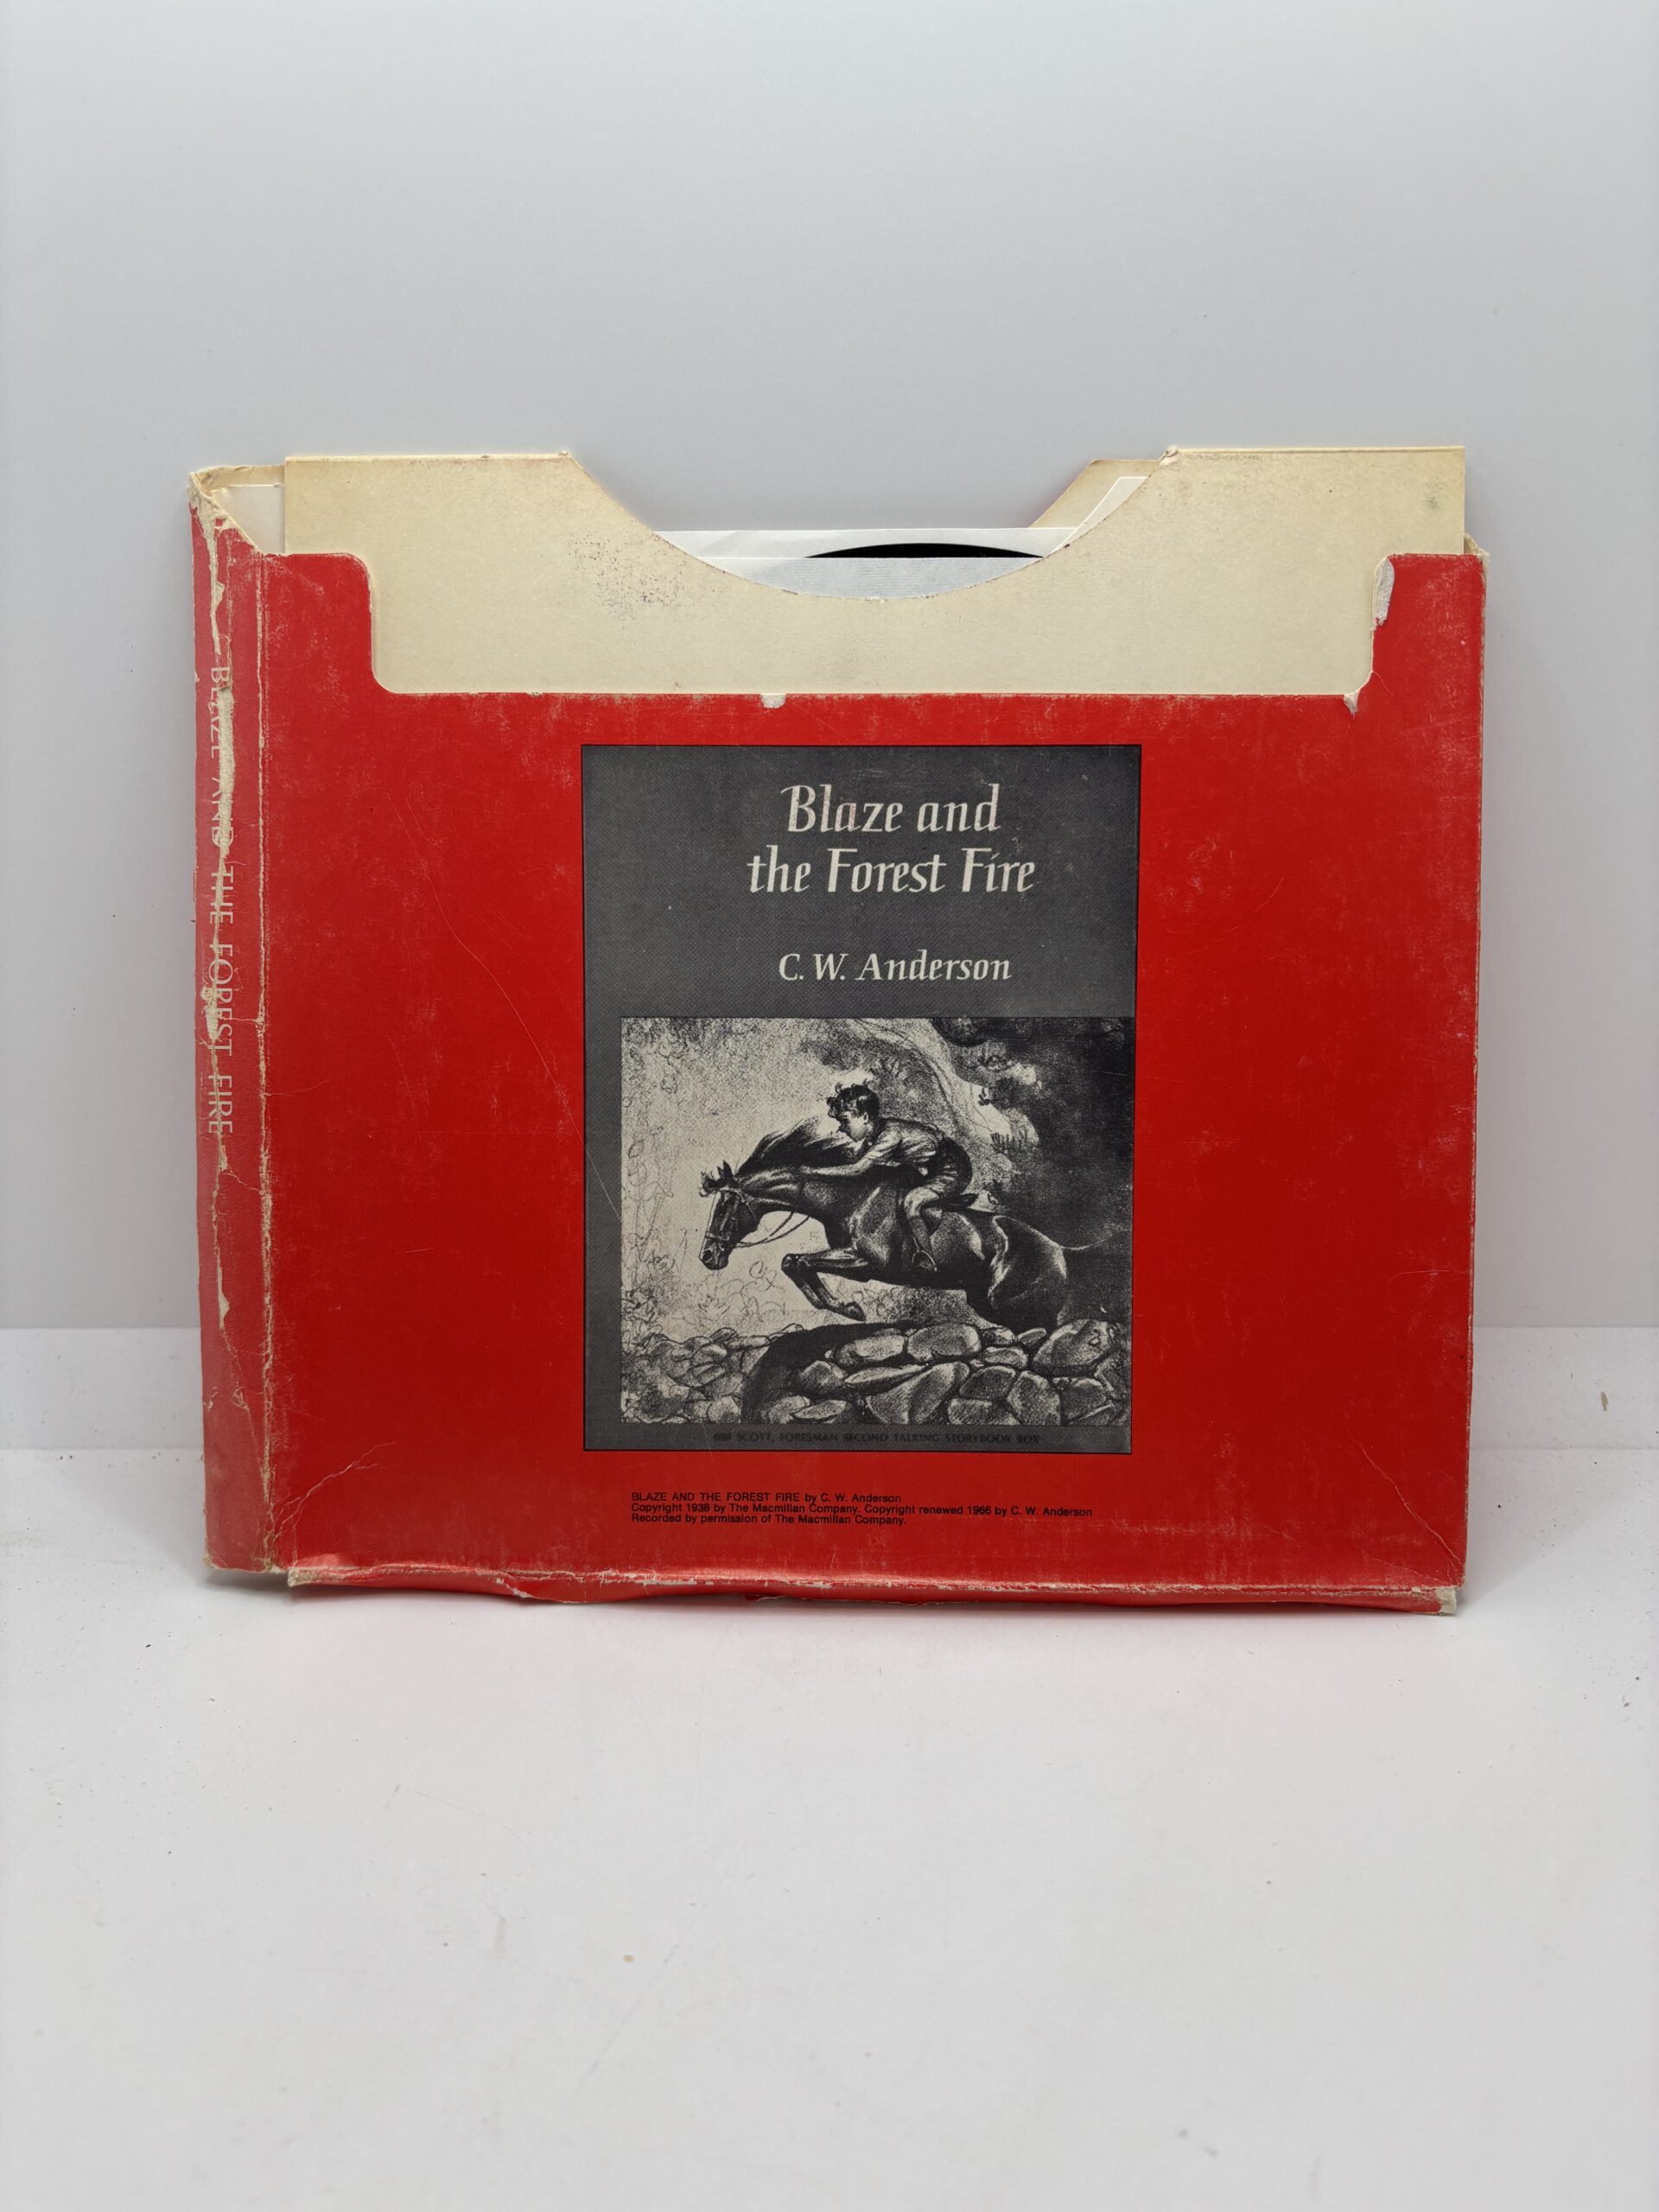 BLAZE AND THE FOREST FIRE
Blaze and
the Forest Fire
C. W. Anderson
SCOTT, FORESMAN SECOND TALKING STORYBOOK BOX
BLAZE AND THE FOREST FIRE by C. W. Anderson
Copyright 1938 by The Macmillan Company. Copyright renewed 1966 by C. W. Anderson
Recorded by permission of The Macmillan Company.